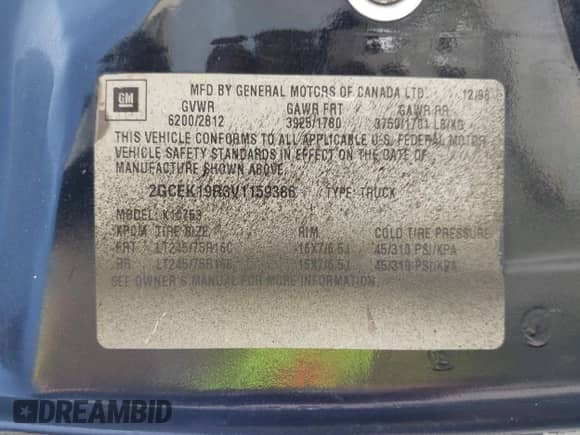 GM
MFD BY GENERAL MOTORS OF CANADA LTD. 12/96
GVWR GAWR FRT GAWR RR
6200/2812 3925/1780 3750/1701 LB/KG
THIS VEHICLE CONFORMS TO ALL APPLICABLE U.S. FEDERAL MOTOR
VEHICLE SAFETY STANDARDS IN EFFECT ON THE DATE OF
MANUFACTURE SHOWN ABOVE.
2GCEK19R3V1159386 TYPE: TRUCK
MODEL: K10753
TIRE SIZE RIM COLD TIRE PRESSURE
FRT LT245/75R16C 16X7/6.5J 45/310 PSI/KPA
RR LT245/75R16C 16X7/6.5J 45/310 PSI/KPA
SEE OWNER'S MANUAL FOR ADDITIONAL INFORMATION.
DREAMBID